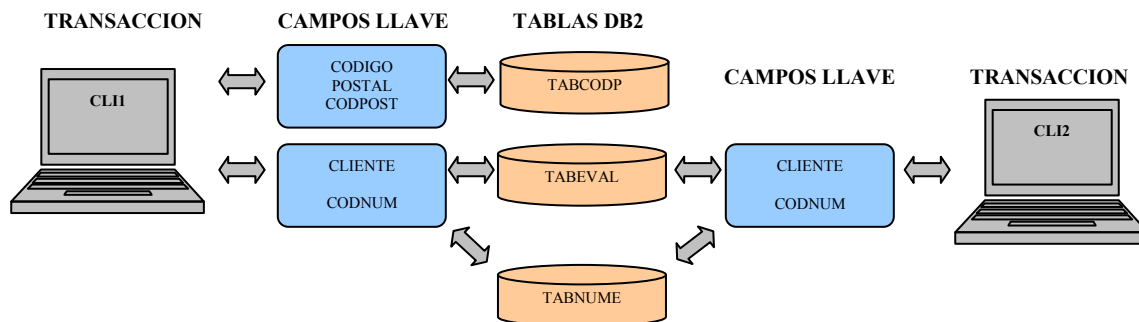 TRANSACCION
CAMPOS LLAVE
TABLAS DB2
CLI1
CODIGO
POSTAL
CODPOST
TABCODP
CAMPOS LLAVE
TRANSACCION
CLI2
CLIENTE
CODNUM
TABEVAL
CLIENTE
CODNUM
TABNUME